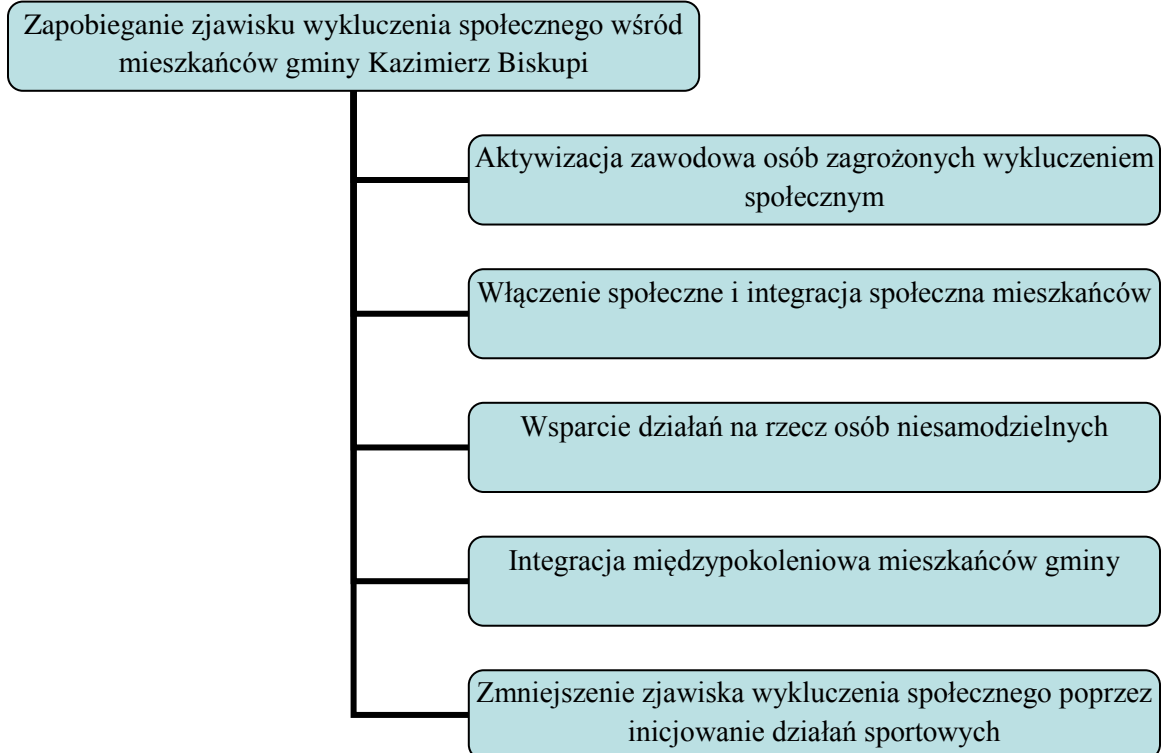 Zapobieganie zjawisku wykluczenia społecznego wśród
mieszkańców gminy Kazimierz Biskupi
Aktywizacja zawodowa osób zagrożonych wykluczeniem
społecznym
Włączenie społeczne i integracja społeczna mieszkańców
Wsparcie działań na rzecz osób niesamodzielnych
Integracja międzypokoleniowa mieszkańców gminy
Zmniejszenie zjawiska wykluczenia społecznego poprzez
inicjowanie działań sportowych